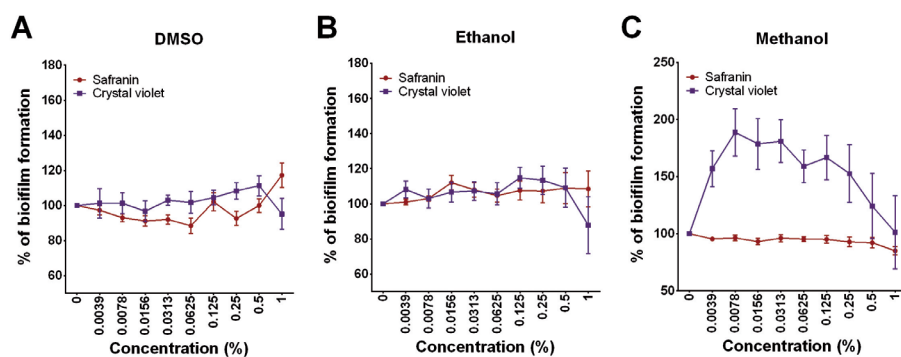 A
DMSO
% of bioifilm formation
180
160
140
120
100
80
60
Safranin
Crystal violet
0
0.0039
0.0078
0.0156
0.0313
0.0625
0.125
0.25
0.5
1
Concentration (%)
B
Ethanol
% of bioifilm formation
180
160
140
120
100
80
60
Safranin
Crystal violet
0
0.0039
0.0078
0.0156
0.0313
0.0625
0.125
0.25
0.5
1
Concentration (%)
C
Methanol
% of bioifilm formation
250
200
150
100
50
Safranin
Crystal violet
0
0.0039
0.0078
0.0156
0.0313
0.0625
0.125
0.25
0.5
1
Concentration (%)